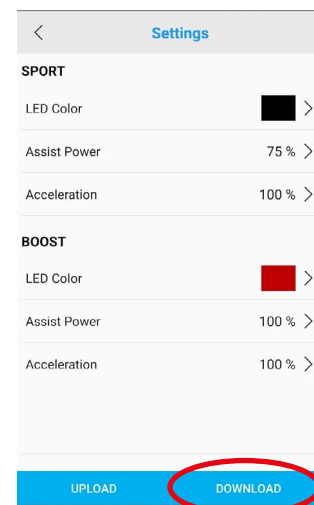 Settings
SPORT
LED Color
Assist Power 75 %
Acceleration 100 %
BOOST
LED Color
Assist Power 100 %
Acceleration 100 %
UPLOAD DOWNLOAD